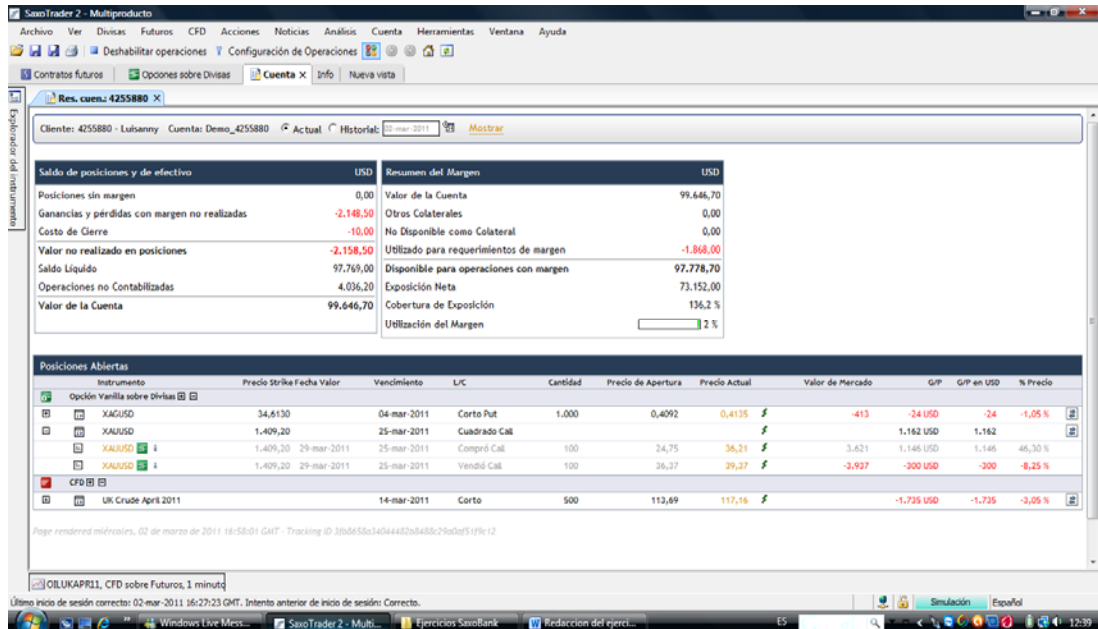 SaxoTrader 2 - Multiproducto
Archivo Ver Divisas Futuros CFD Acciones Noticias Análisis Cuenta Herramientas Ventana Ayuda
Deshabilitar operaciones Configuración de Operaciones
Contratos futuros Opciones sobre Divisas Cuenta X Info Nueva vista
Res. cuen.: 4255880 X
Explorador del instrumento
Cliente: 4255880 - Luisanny Cuenta: Demo_4255880 Actual Historial: 02-mar-2011 Mostrar
Saldo de posiciones y de efectivo USD
Posiciones sin margen 0,00
Ganancias y pérdidas con margen no realizadas -2.148,50
Costo de Cierre -10,00
Valor no realizado en posiciones -2.158,50
Saldo Líquido 97.769,00
Operaciones no Contabilizadas 4.036,20
Valor de la Cuenta 99.646,70
Resumen del Margen USD
Valor de la Cuenta 99.646,70
Otros Colaterales 0,00
No Disponible como Colateral 0,00
Utilizado para requerimientos de margen -1.868,00
Disponible para operaciones con margen 97.778,70
Exposición Neta 73.152,00
Cobertura de Exposición 136,2 %
Utilización del Margen 2 %
Posiciones Abiertas
Instrumento Precio Strike Fecha Valor Vencimiento L/C Cantidad Precio de Apertura Precio Actual Valor de Mercado G/P G/P en USD % Precio
Opción Vanilla sobre Divisas
XAGUSD 34,6130 04-mar-2011 Corto Put 1.000 0,4092 0,4135 -413 -24 USD -24 -1,05 %
XAUUSD 1.409,20 25-mar-2011 Cuadrado Call 1.162 USD 1.162
XAUUSD 1.409,20 29-mar-2011 25-mar-2011 Compró Call 100 24,75 36,21 3.621 1.146 USD 1.146 46,30 %
XAUUSD 1.409,20 29-mar-2011 25-mar-2011 Vendió Call 100 36,37 39,37 -3.937 -300 USD -300 -8,25 %
CFD
UK Crude April 2011 14-mar-2011 Corto 500 113,69 117,16 -1.735 USD -1.735 -3,05 %
Page rendered miércoles, 02 de marzo de 2011 16:58:01 GMT - Tracking ID
OILUKAPR11, CFD sobre Futuros, 1 minuto
Último inicio de sesión correcto: 02-mar-2011 16:27:23 GMT. Intento anterior de inicio de sesión: Correcto. Simulación Español
Windows Live Mess... SaxoTrader 2 - Multi... Ejercicios SaxoBank Redaccion del ejerci... ES 12:39